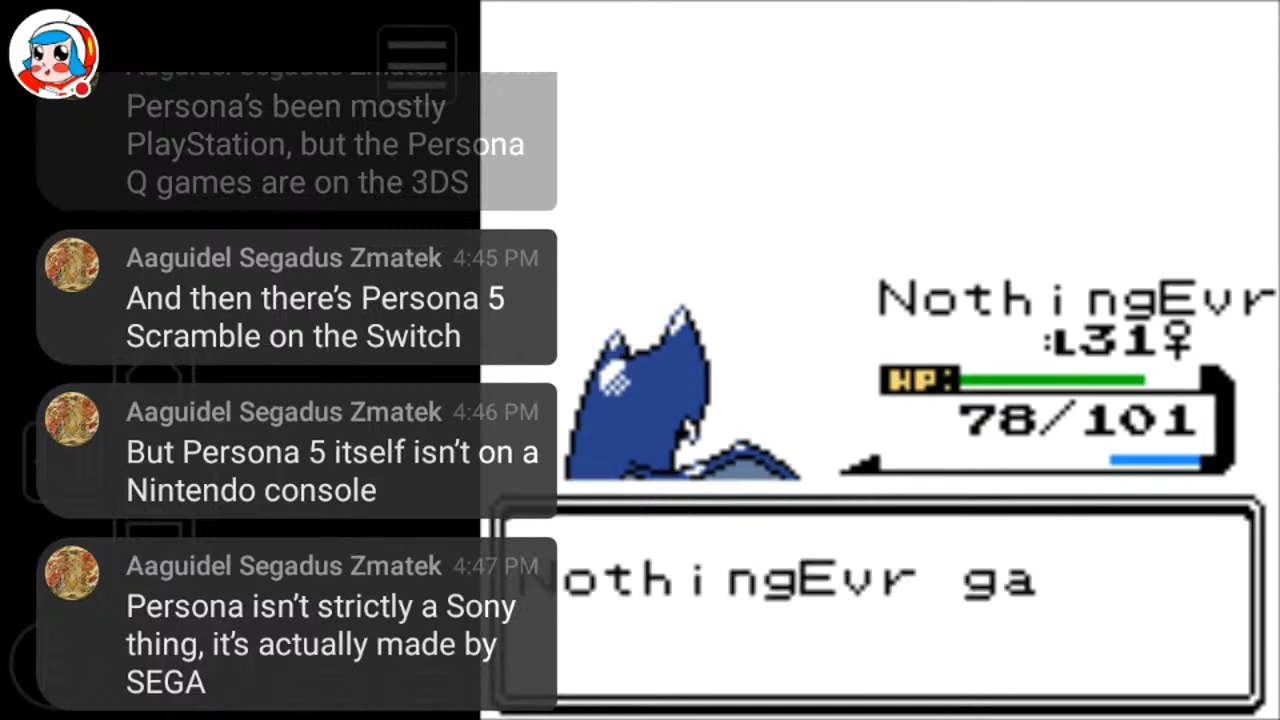 Aaguidel Segadus Zmatek
Persona’s been mostly
PlayStation, but the Persona
Q games are on the 3DS
Aaguidel Segadus Zmatek 4:45 PM
And then there’s Persona 5
Scramble on the Switch
Aaguidel Segadus Zmatek 4:46 PM
But Persona 5 itself isn’t on a
Nintendo console
Aaguidel Segadus Zmatek 4:47 PM
Persona isn’t strictly a Sony
thing, it’s actually made by
SEGA
NothingEvr
:L31♀
HP:
78/101
NothingEvr ga